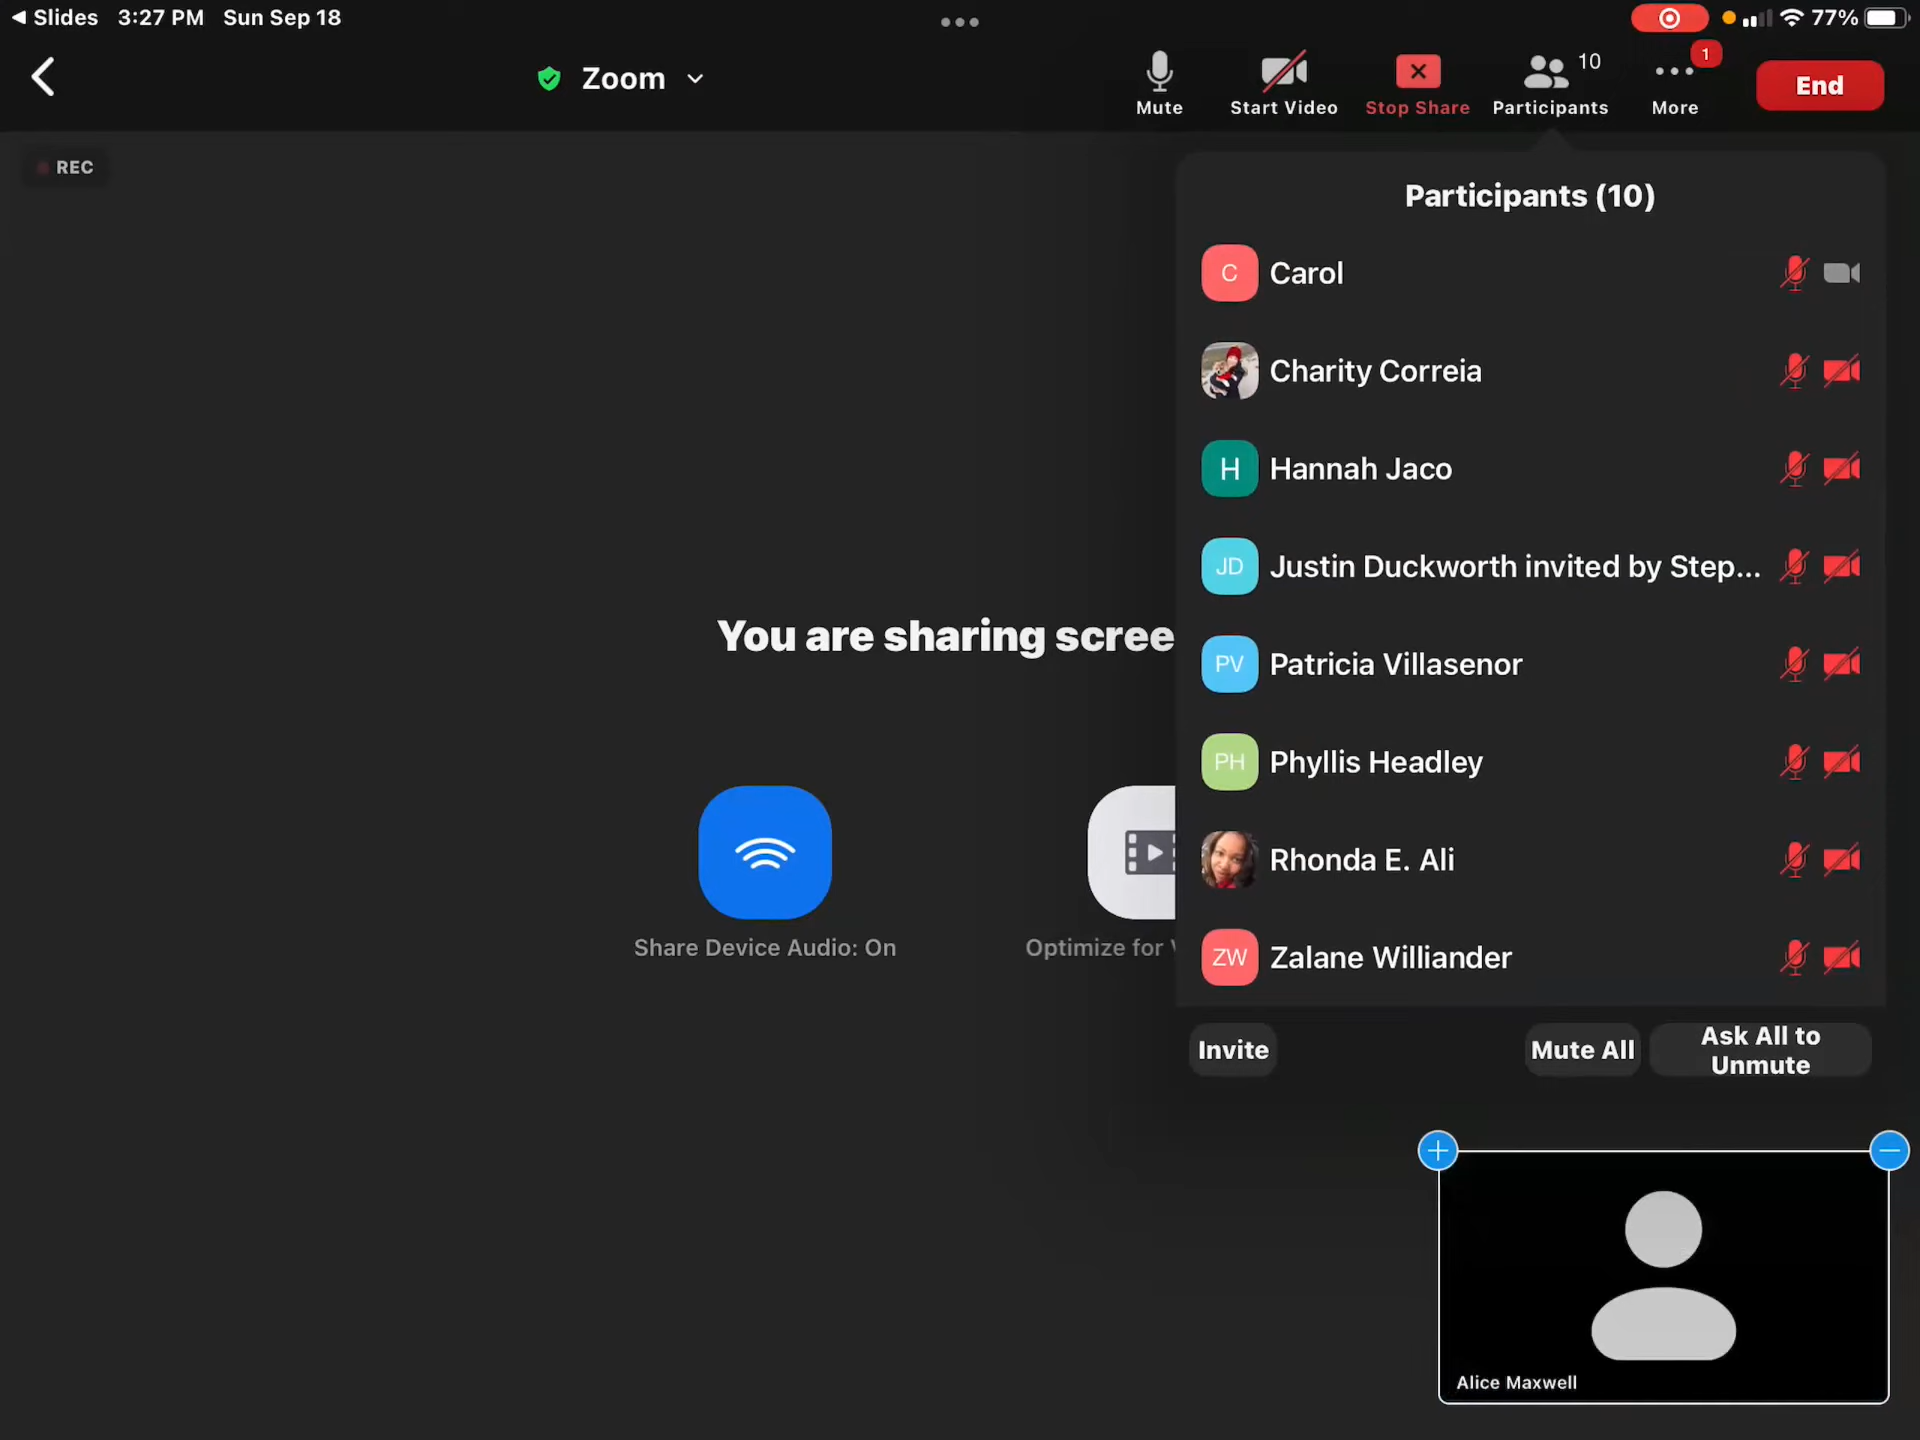 Slides 3:27 PM Sun Sep 18
77%
Zoom
Mute
Start Video
Stop Share
10
Participants
1
More
End
REC
Participants (10)
C Carol
Charity Correia
H Hannah Jaco
JD Justin Duckworth invited by Step...
PV Patricia Villasenor
PH Phyllis Headley
Rhonda E. Ali
ZW Zalane Williander
You are sharing scree
Share Device Audio: On
Optimize for
Invite
Mute All
Ask All to
Unmute
Alice Maxwell